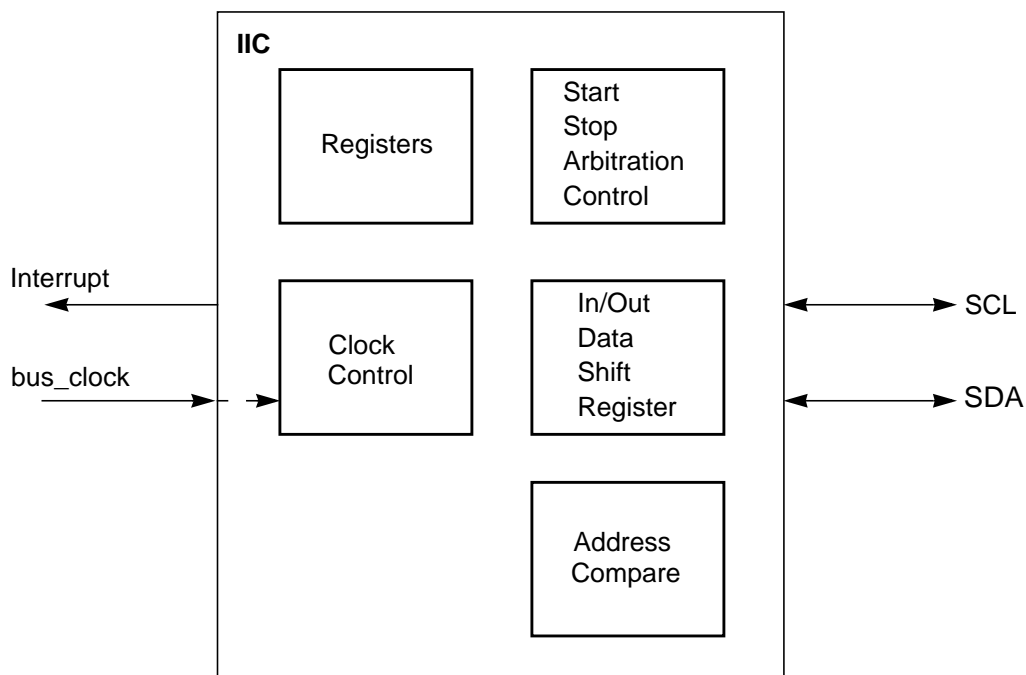 IIC
Registers
Start
Stop
Arbitration
Control
Interrupt
bus_clock
Clock
Control
In/Out
Data
Shift
Register
SCL
SDA
Address
Compare